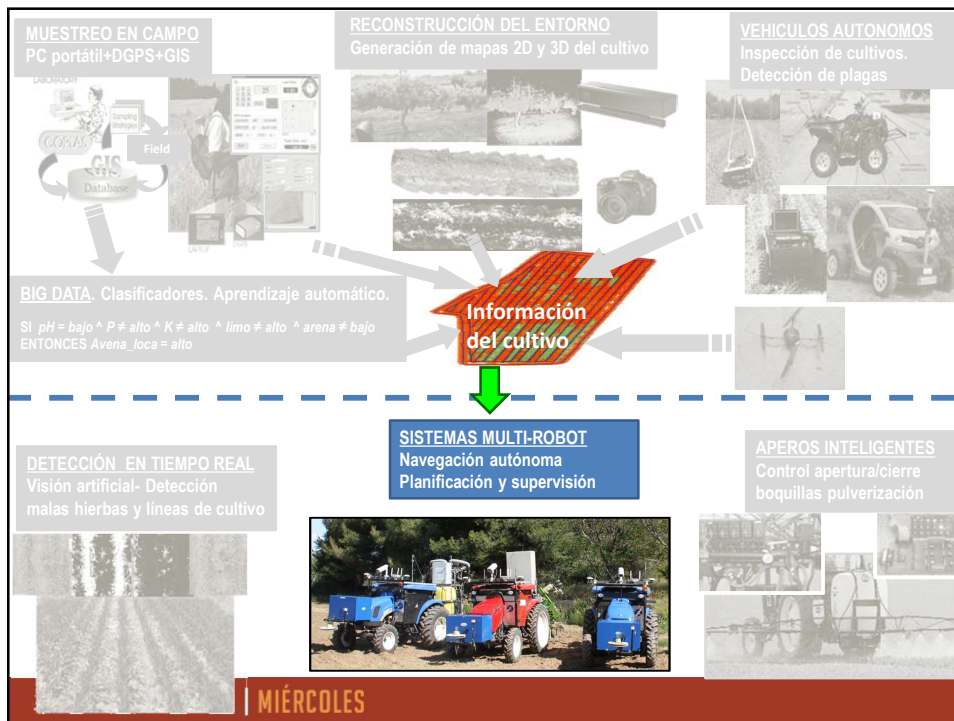 MUESTREO EN CAMPO
PC portátil+DGPS+GIS
RECONSTRUCCIÓN DEL ENTORNO
Generación de mapas 2D y 3D del cultivo
VEHICULOS AUTONOMOS
Inspección de cultivos.
Detección de plagas
Sampling
Strategies
COPIAS
Field
GIS
Database
BIG DATA. Clasificadores. Aprendizaje automático.
SI pH = bajo ^ P ≠ alto ^ K ≠ alto ^ limo ≠ alto ^ arena ≠ bajo
ENTONCES Avena_loca = alto
Información
del cultivo
SISTEMAS MULTI-ROBOT
Navegación autónoma
Planificación y supervisión
DETECCIÓN EN TIEMPO REAL
Visión artificial- Detección
malas hierbas y líneas de cultivo
APEROS INTELIGENTES
Control apertura/cierre
boquillas pulverización
| MIÉRCOLES